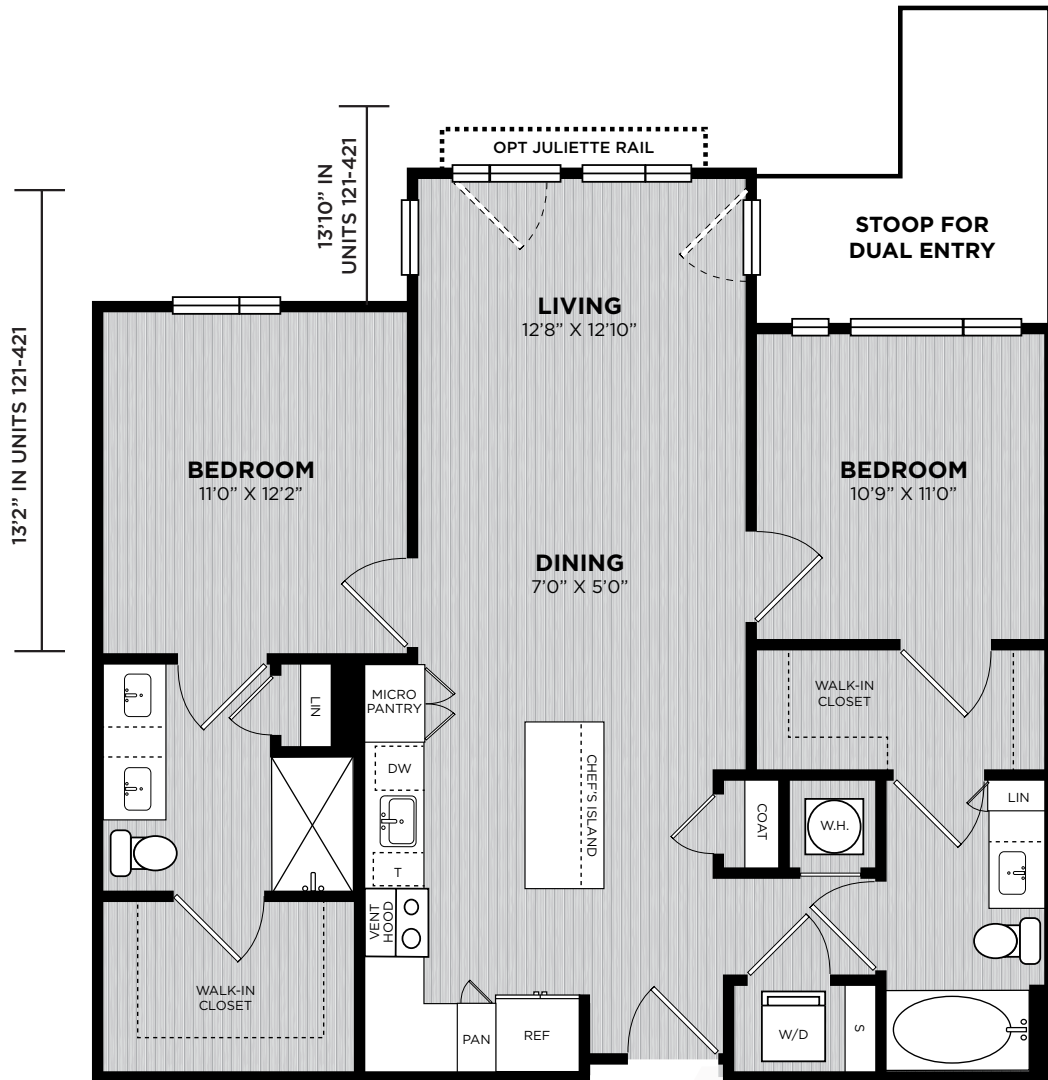 OPT JULIETTE RAIL
13'10" IN
UNITS 121-421
STOOP FOR
DUAL ENTRY
LIVING
12'8" X 12'10"
13'2" IN UNITS 121-421
BEDROOM
11'0" X 12'2"
BEDROOM
10'9" X 11'0"
DINING
7'0" X 5'0"
LIN
MICRO
PANTRY
WALK-IN
CLOSET
DW
CHEF'S ISLAND
COAT
W.H.
LIN
T
VENT
HOOD
WALK-IN
CLOSET
PAN
REF
W/D
S